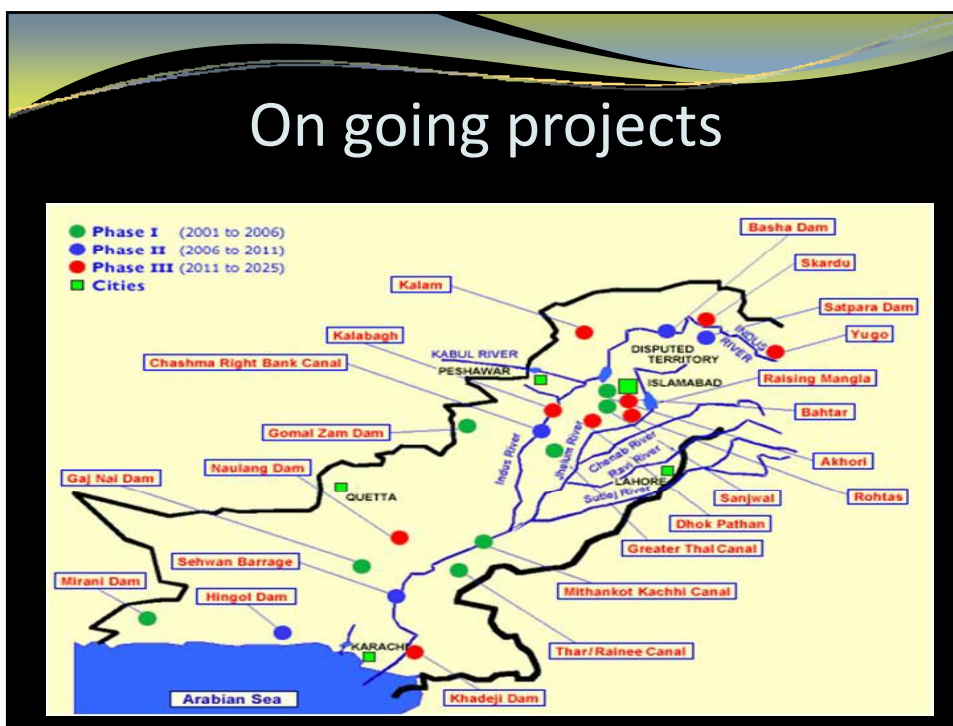 On going projects
Phase I (2001 to 2006)
Phase II (2006 to 2011)
Phase III (2011 to 2025)
Cities
Basha Dam
Skardu
Kalam
Satpara Dam
Kalabagh
INDUS RIVER
Yugo
DISPUTED TERRITORY
KABUL RIVER
Chashma Right Bank Canal
PESHAWAR
ISLAMABAD
Raising Mangla
Bahtar
Gomal Zam Dam
Indus River
Jhelum River
Chenab River
Ravi River
Akhori
Naulang Dam
Gaj Nai Dam
LAHORE
QUETTA
Sutlej River
Sanjwal
Rohtas
Dhok Pathan
Greater Thal Canal
Sehwan Barrage
Mirani Dam
Hingol Dam
Mithankot Kachhi Canal
KARACHI
Thar/Rainee Canal
Arabian Sea
Khadeji Dam